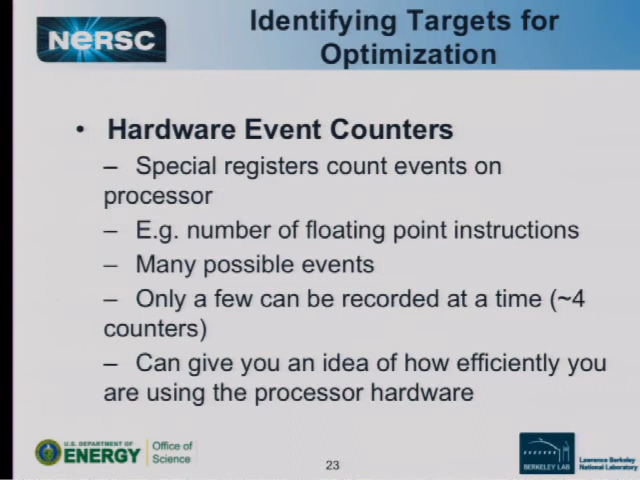 NERSC
Identifying Targets for
Optimization
• Hardware Event Counters
– Special registers count events on
processor
– E.g. number of floating point instructions
– Many possible events
– Only a few can be recorded at a time (~4
counters)
– Can give you an idea of how efficiently you
are using the processor hardware
U.S. DEPARTMENT OF
ENERGY
Office of
Science
23
BERKELEY LAB
Lawrence Berkeley
National Laboratory